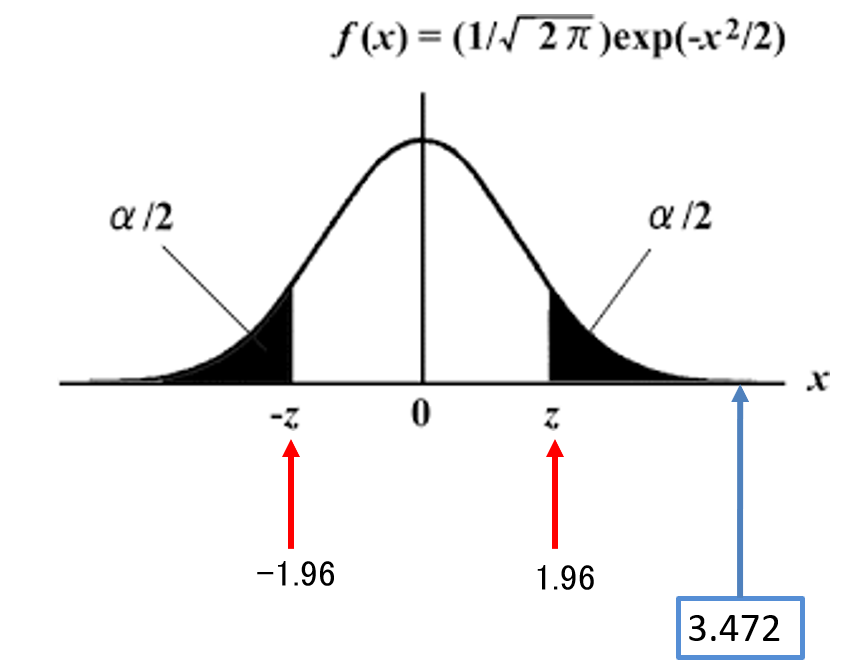 f(x) = (1/√2π)exp(-x²/2)
α/2
α/2
x
-z
0
z
−1.96
1.96
3.472